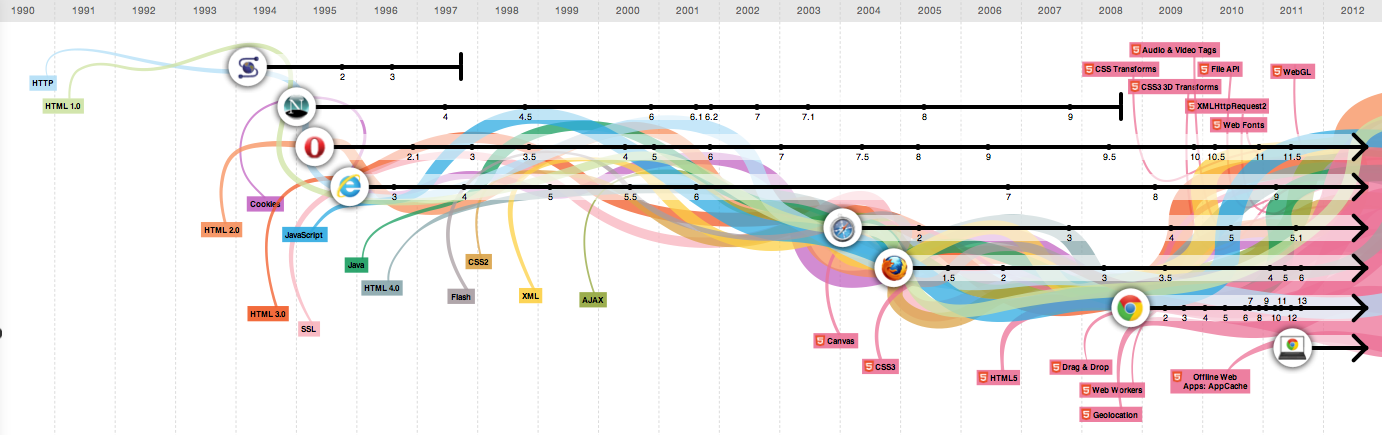 1990 1991 1992 1993 1994 1995 1996 1997 1998 1999 2000 2001 2002 2003 2004 2005 2006 2007 2008 2009 2010 2011 2012
Audio & Video Tags
CSS Transforms
File API
WebGL
2 3
HTTP
CSS3 3D Transforms
HTML 1.0
XMLHttpRequest2
4 4.5 5 6 6.1 6.2 7 7.1 8 9
Web Fonts
2.1 3 3.5 4 5 6 7 7.5 8 9 9.5 10 10.5 11 11.5
3 4 5 5.5 6 7 8 9
Cookies
HTML 2.0
JavaScript
2 3 4 5 5.1
Java
CSS2
1.5 2 3 3.5 4 5 6
HTML 4.0
Flash
XML
AJAX
7 9 11 13
HTML 3.0
2 3 4 5 6 8 10 12
SSL
Canvas
CSS3
Drag & Drop
HTML5
Offline Web
Apps: AppCache
Web Workers
Geolocation